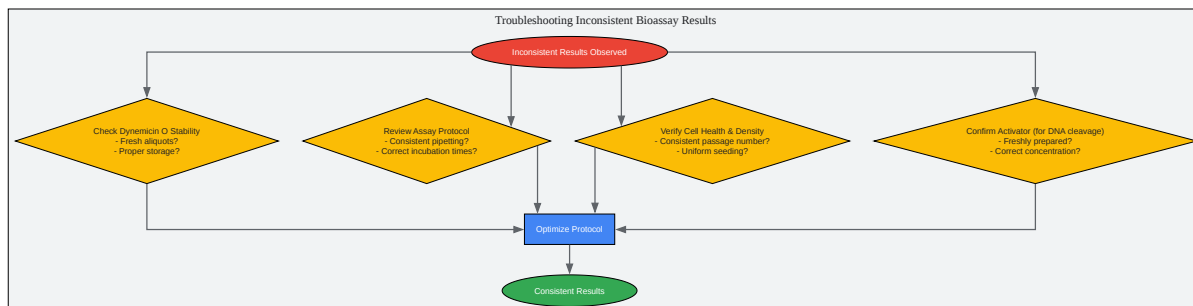 Troubleshooting Inconsistent Bioassay Results
Inconsistent Results Observed
Check Dynemicin O Stability
- Fresh aliquots?
- Proper storage?
Review Assay Protocol
- Consistent pipetting?
- Correct incubation times?
Verify Cell Health & Density
- Consistent passage number?
- Uniform seeding?
Confirm Activator (for DNA cleavage)
- Freshly prepared?
- Correct concentration?
Optimize Protocol
Consistent Results